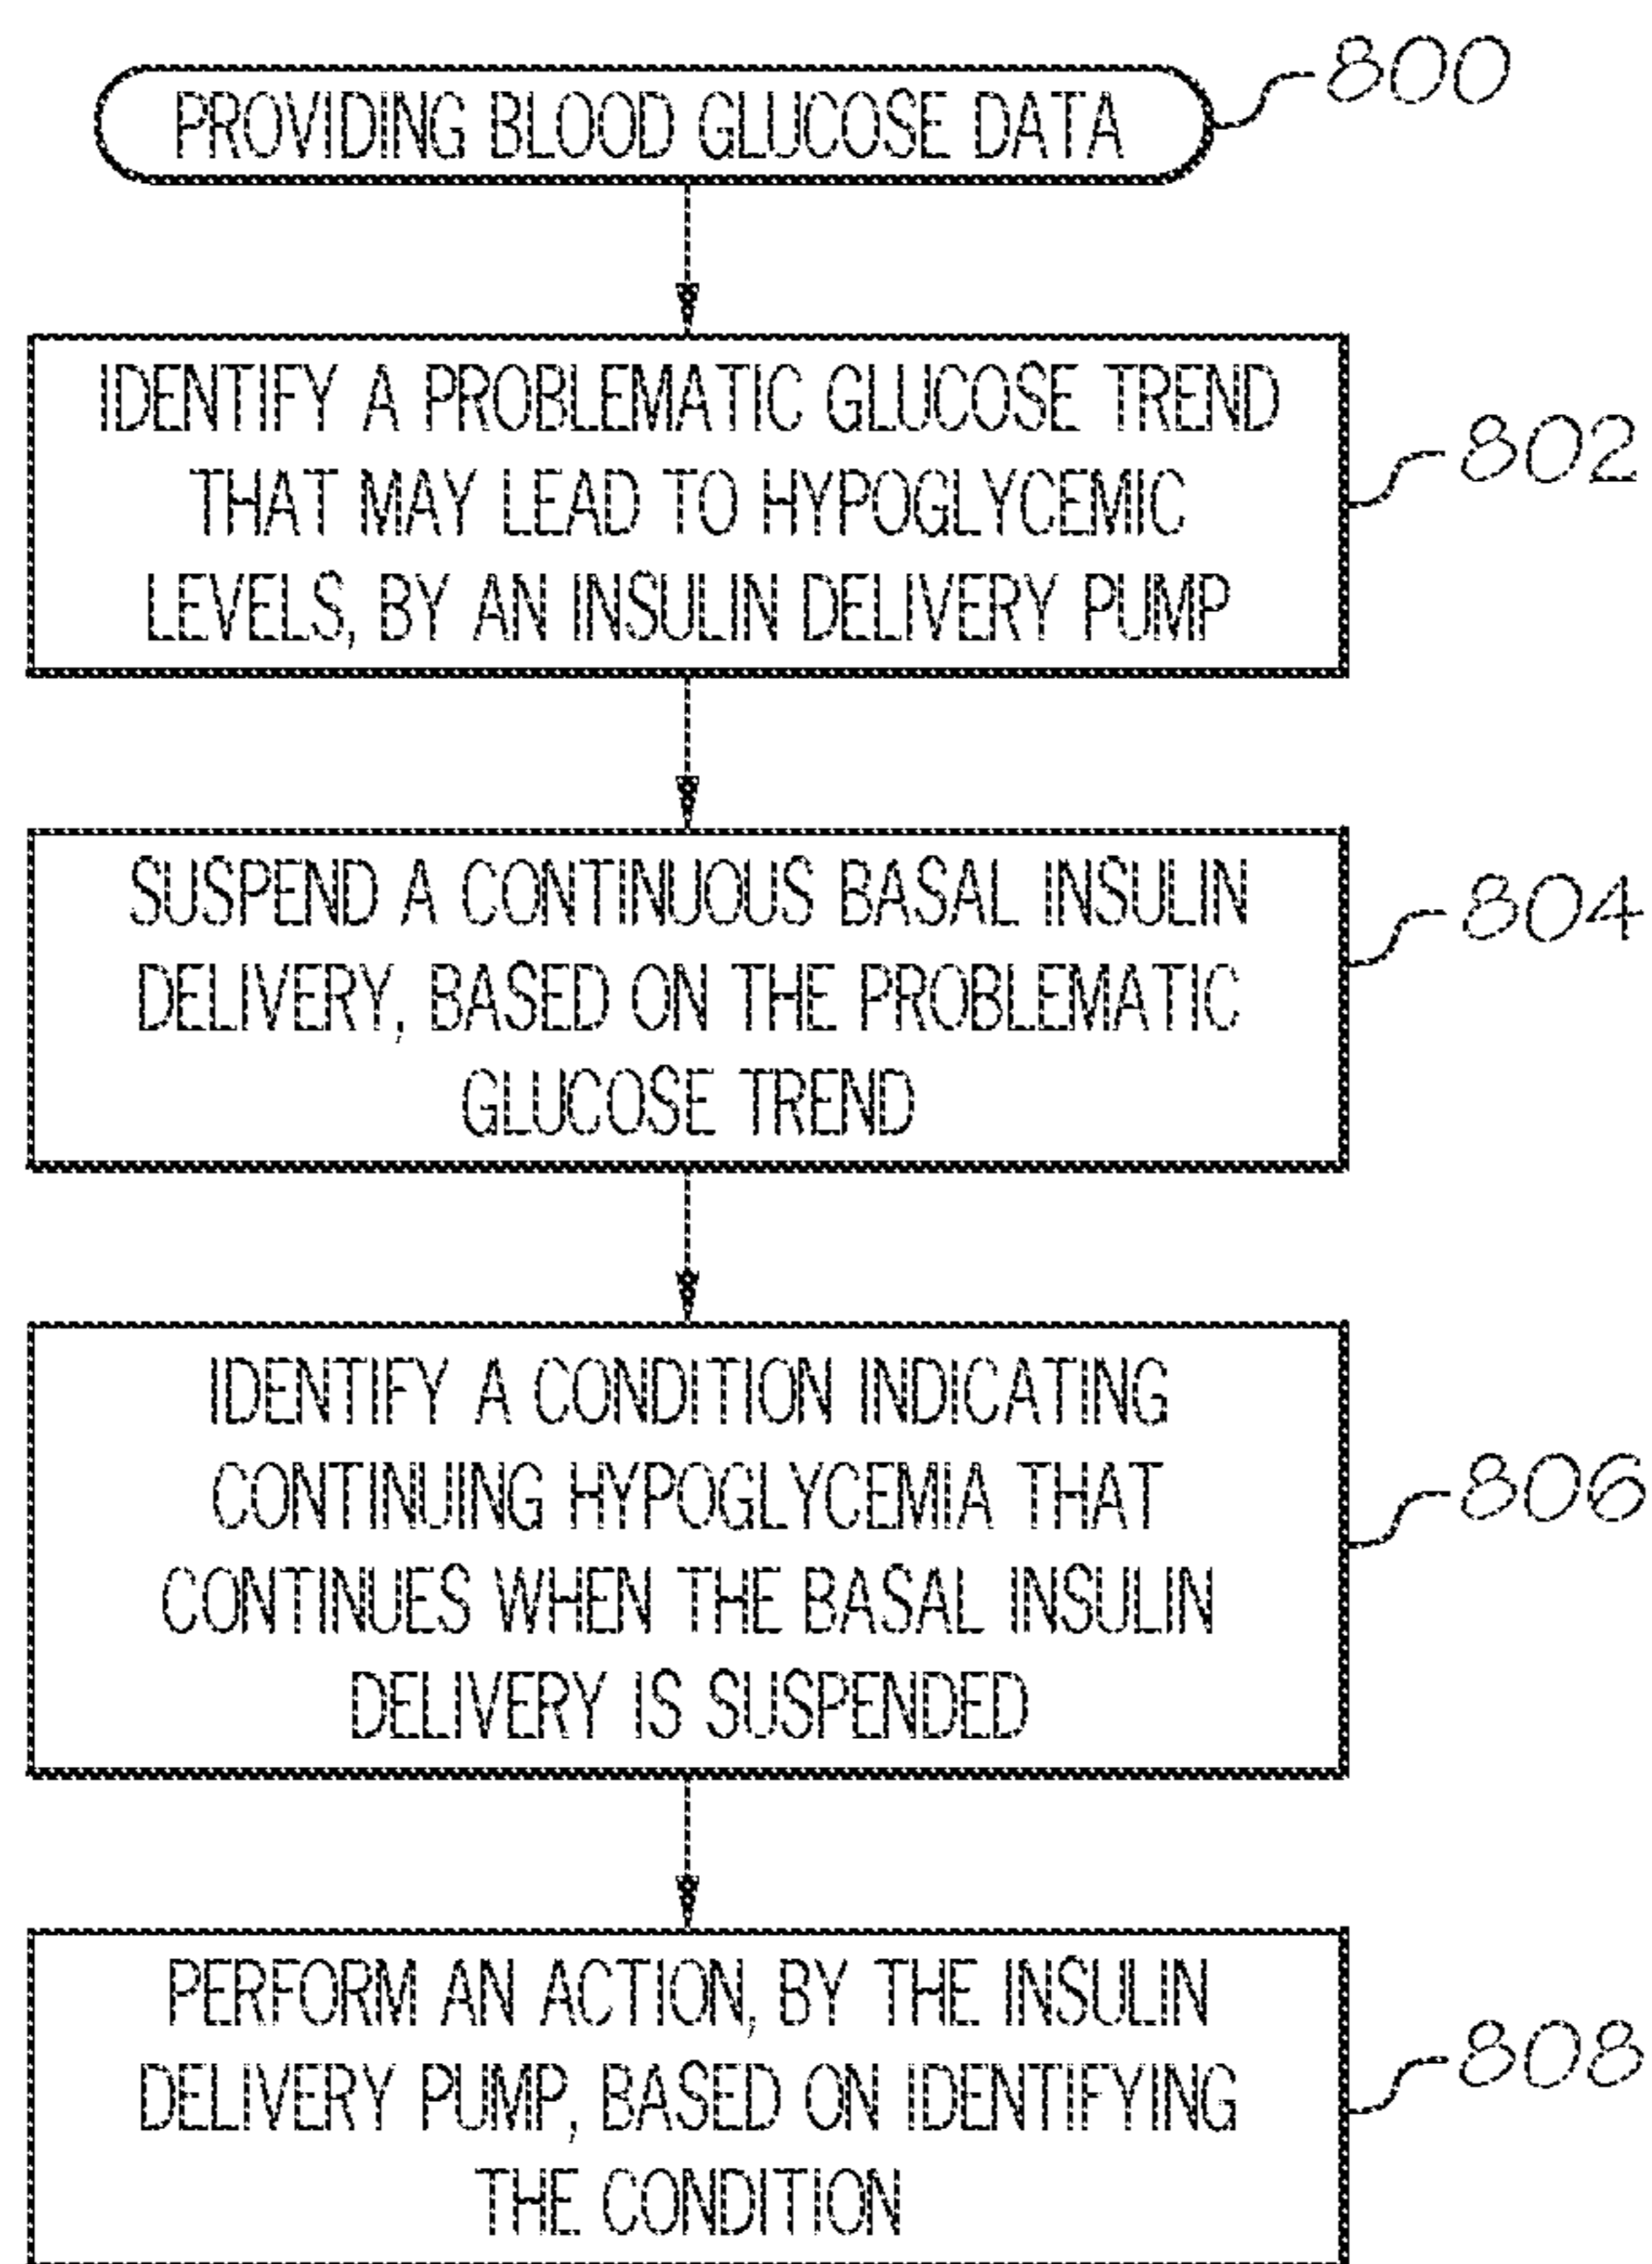 PROVIDING BLOOD GLUCOSE DATA
800
IDENTIFY A PROBLEMATIC GLUCOSE TREND
THAT MAY LEAD TO HYPOGLYCEMIC
LEVELS, BY AN INSULIN DELIVERY PUMP
802
SUSPEND A CONTINUOUS BASAL INSULIN
DELIVERY, BASED ON THE PROBLEMATIC
GLUCOSE TREND
804
IDENTIFY A CONDITION INDICATING
CONTINUING HYPOGLYCEMIA THAT
CONTINUES WHEN THE BASAL INSULIN
DELIVERY IS SUSPENDED
806
PERFORM AN ACTION, BY THE INSULIN
DELIVERY PUMP, BASED ON IDENTIFYING
THE CONDITION
808